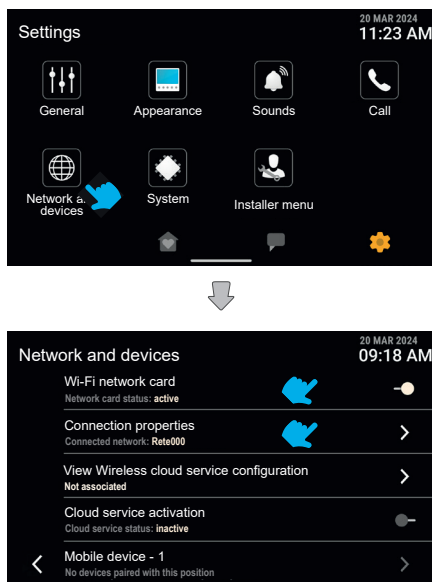 20 MAR 2024
Settings
11:23 AM
General
Appearance
Sounds
Call
Network a
devices
System
Installer menu
20 MAR 2024
Network and devices
09:18 AM
Wi-Fi network card
Network card status: active
Connection properties
Connected network: Rete000
View Wireless cloud service configuration
Not associated
Cloud service activation
Cloud service status: inactive
Mobile device - 1
No devices paired with this position